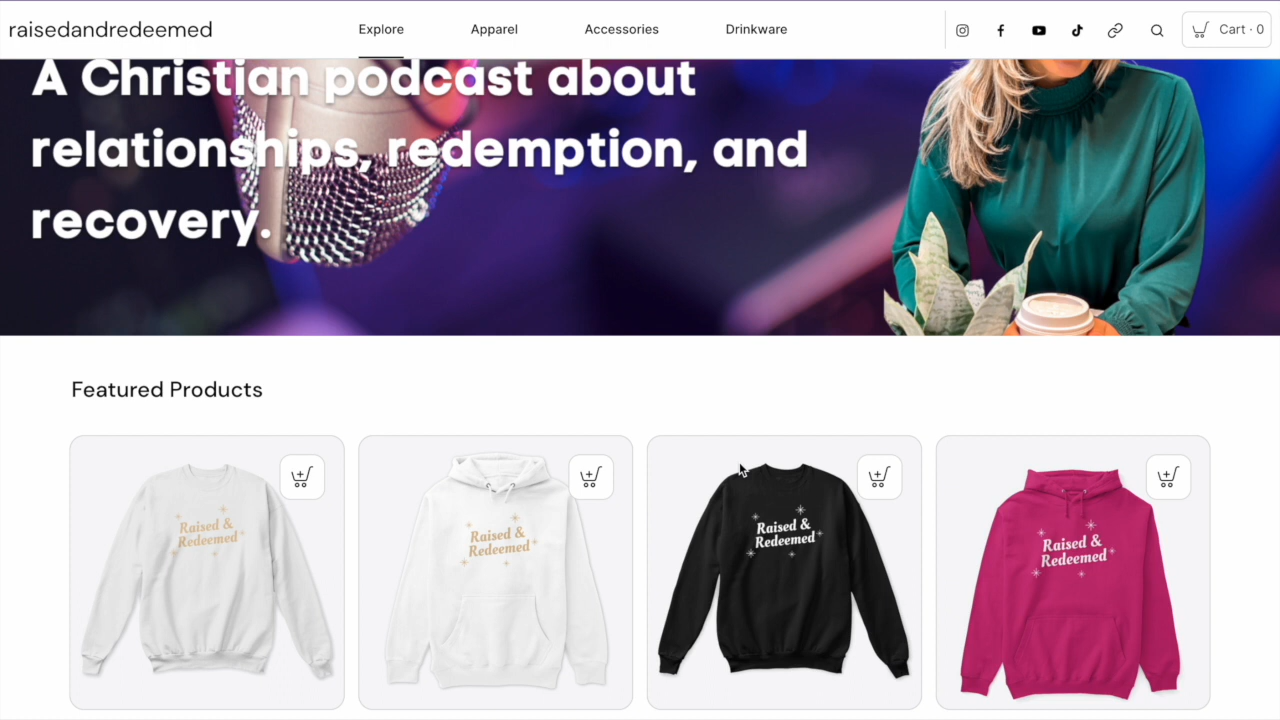 raisedandredeemed
Explore
Apparel
Accessories
Drinkware
Cart · 0
A Christian podcast about
relationships, redemption, and
recovery.
Featured Products
Raised &
Redeemed
Raised &
Redeemed
Raised &
Redeemed
Raised &
Redeemed